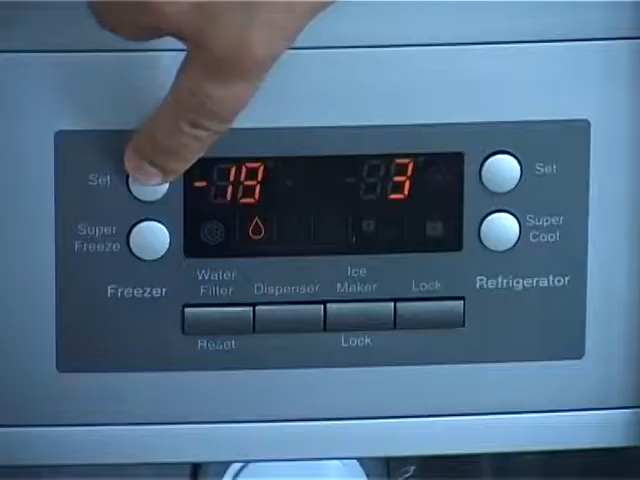 Set
-18
3
Set
Super
Freeze
Super
Cool
Freezer
Refrigerator
Water
Filter
Dispenser
Ice
Maker
Lock
Reset
Lock